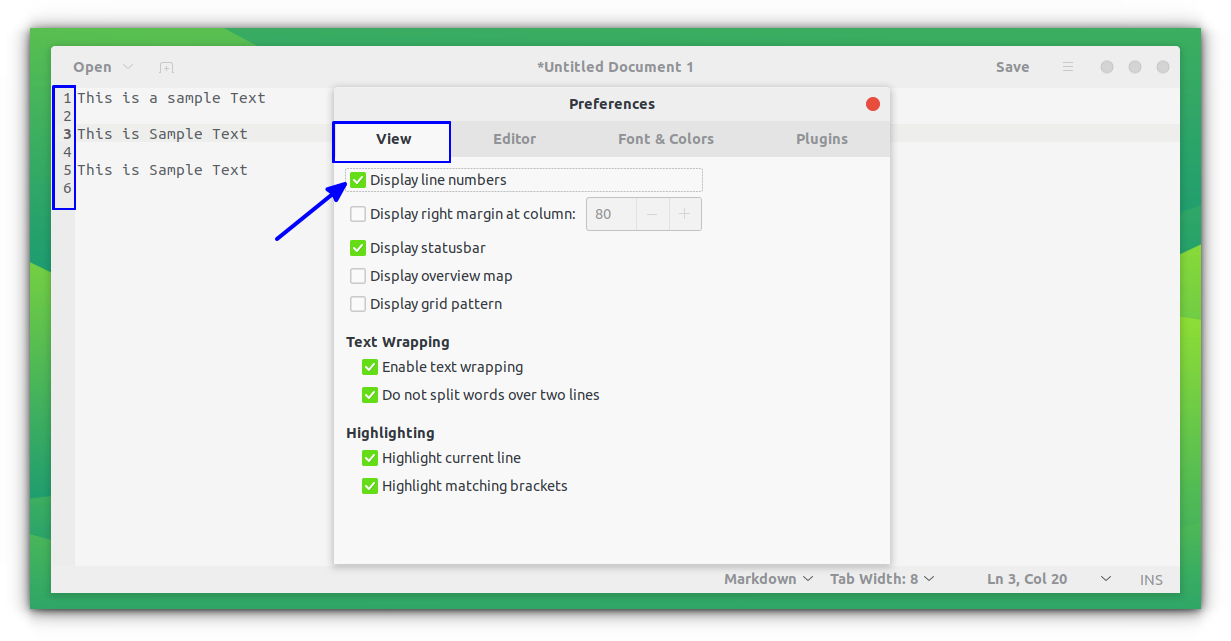 Open
*Untitled Document 1
Save
1 This is a sample Text
2
3 This is Sample Text
4
5 This is Sample Text
6
Preferences
View Editor Font & Colors Plugins
Display line numbers
Display right margin at column: 80 − +
Display statusbar
Display overview map
Display grid pattern
Text Wrapping
Enable text wrapping
Do not split words over two lines
Highlighting
Highlight current line
Highlight matching brackets
Markdown Tab Width: 8 Ln 3, Col 20 INS